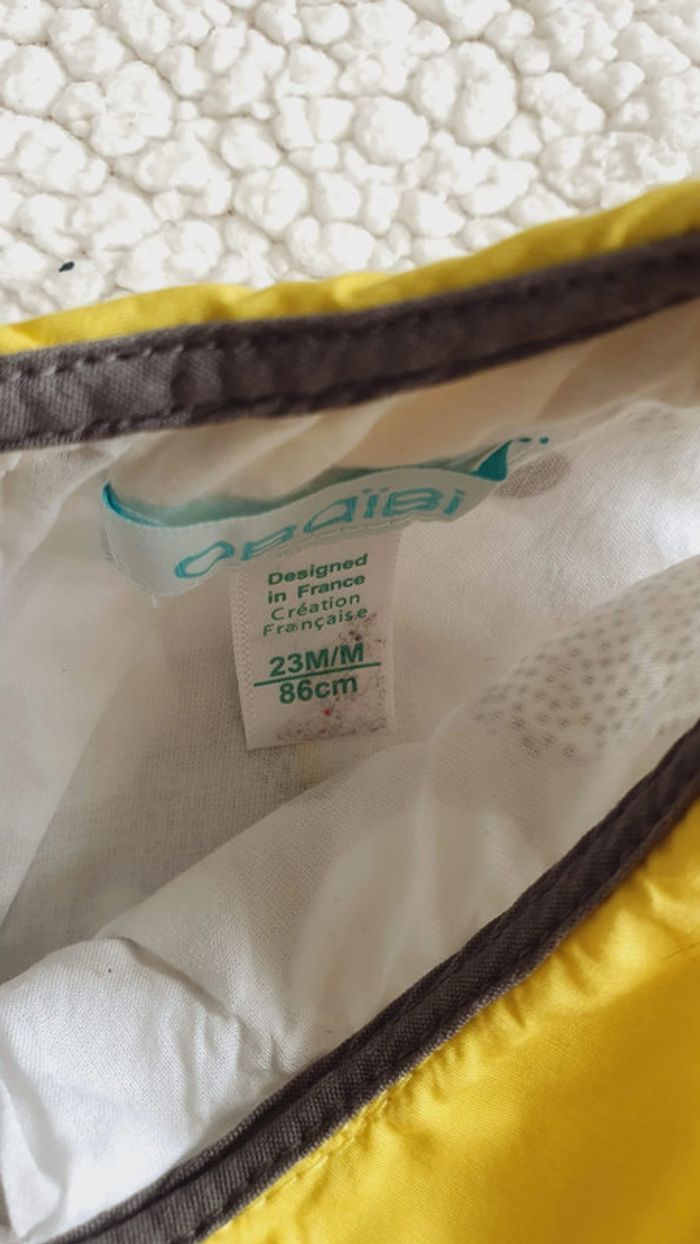 OBAÏBI
Designed
in France
Création
Française
23M/M
86cm